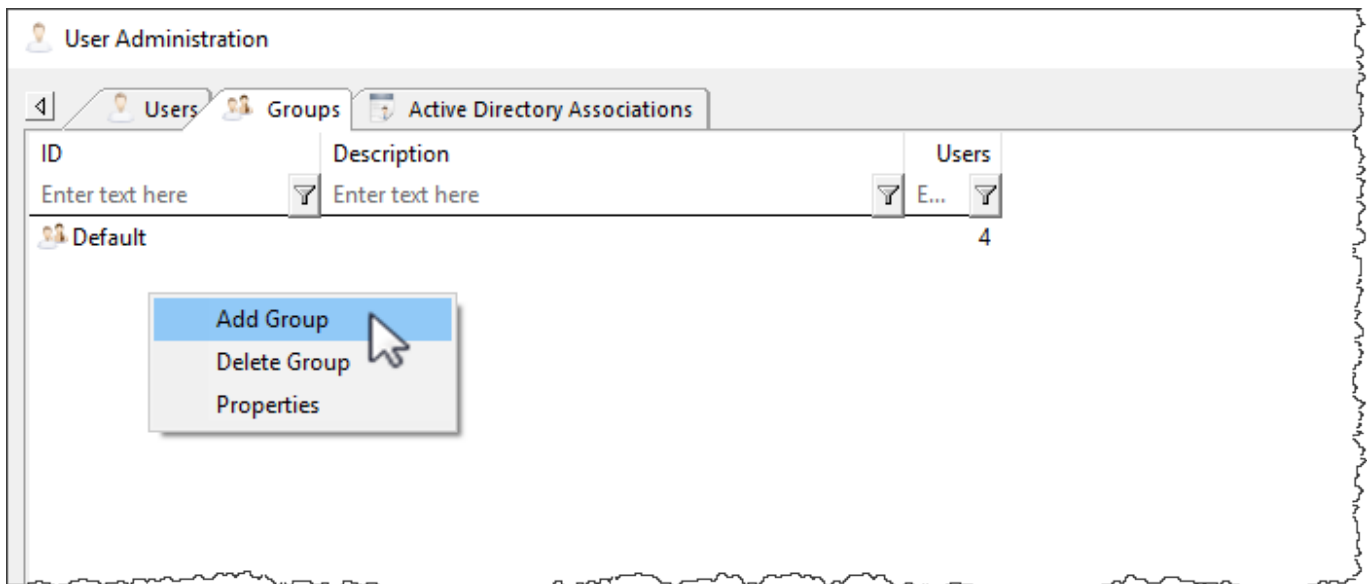 User Administration
Users Groups Active Directory Associations
ID Description Users
Enter text here Enter text here E...
Default 4
Add Group
Delete Group
Properties